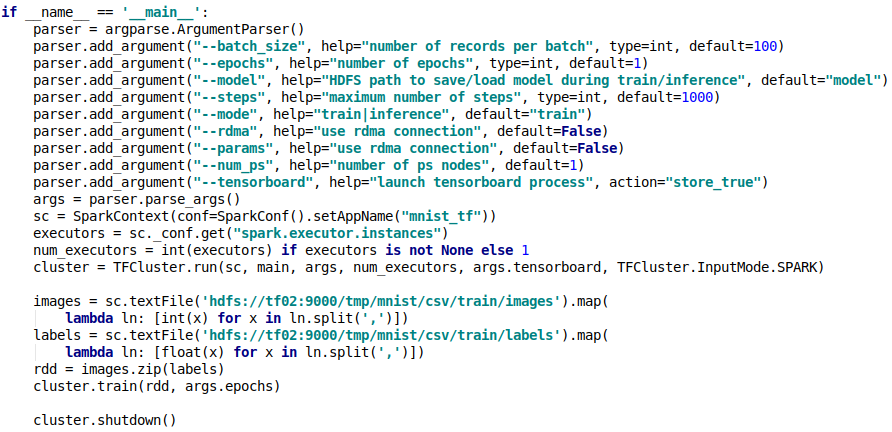 if __name__ == '__main__':
    parser = argparse.ArgumentParser()
    parser.add_argument("--batch_size", help="number of records per batch", type=int, default=100)
    parser.add_argument("--epochs", help="number of epochs", type=int, default=1)
    parser.add_argument("--model", help="HDFS path to save/load model during train/inference", default="model")
    parser.add_argument("--steps", help="maximum number of steps", type=int, default=1000)
    parser.add_argument("--mode", help="train|inference", default="train")
    parser.add_argument("--rdma", help="use rdma connection", default=False)
    parser.add_argument("--params", help="use rdma connection", default=False)
    parser.add_argument("--num_ps", help="number of ps nodes", default=1)
    parser.add_argument("--tensorboard", help="launch tensorboard process", action="store_true")
    args = parser.parse_args()
    sc = SparkContext(conf=SparkConf().setAppName("mnist_tf"))
    executors = sc._conf.get("spark.executor.instances")
    num_executors = int(executors) if executors is not None else 1
    cluster = TFCluster.run(sc, main, args, num_executors, args.tensorboard, TFCluster.InputMode.SPARK)

    images = sc.textFile('hdfs://tf02:9000/tmp/mnist/csv/train/images').map(
        lambda ln: [int(x) for x in ln.split(',')])
    labels = sc.textFile('hdfs://tf02:9000/tmp/mnist/csv/train/labels').map(
        lambda ln: [float(x) for x in ln.split(',')])
    rdd = images.zip(labels)
    cluster.train(rdd, args.epochs)

    cluster.shutdown()